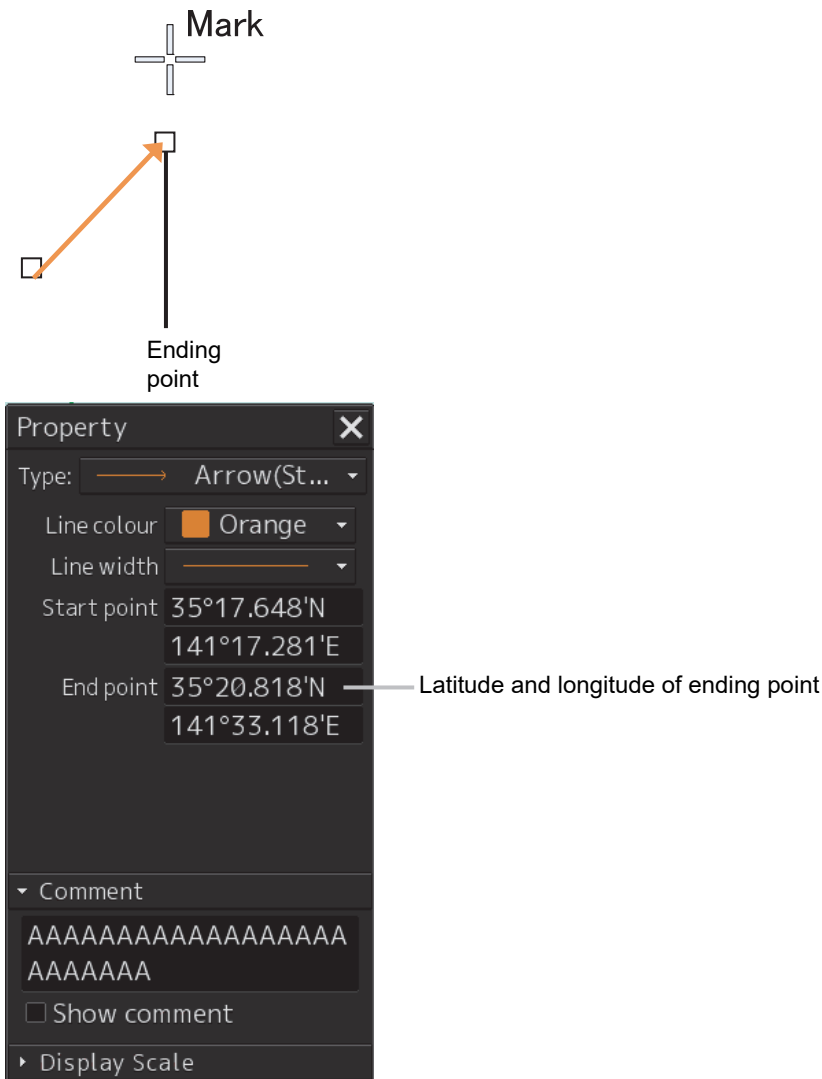 Mark
Ending
point
Property
Type: Arrow(St...
Line colour Orange
Line width
Start point 35°17.648'N
141°17.281'E
End point 35°20.818'N
Latitude and longitude of ending point
141°33.118'E
Comment
AAAAAAAAAAAAAAAAAA
AAAAAAA
Show comment
Display Scale